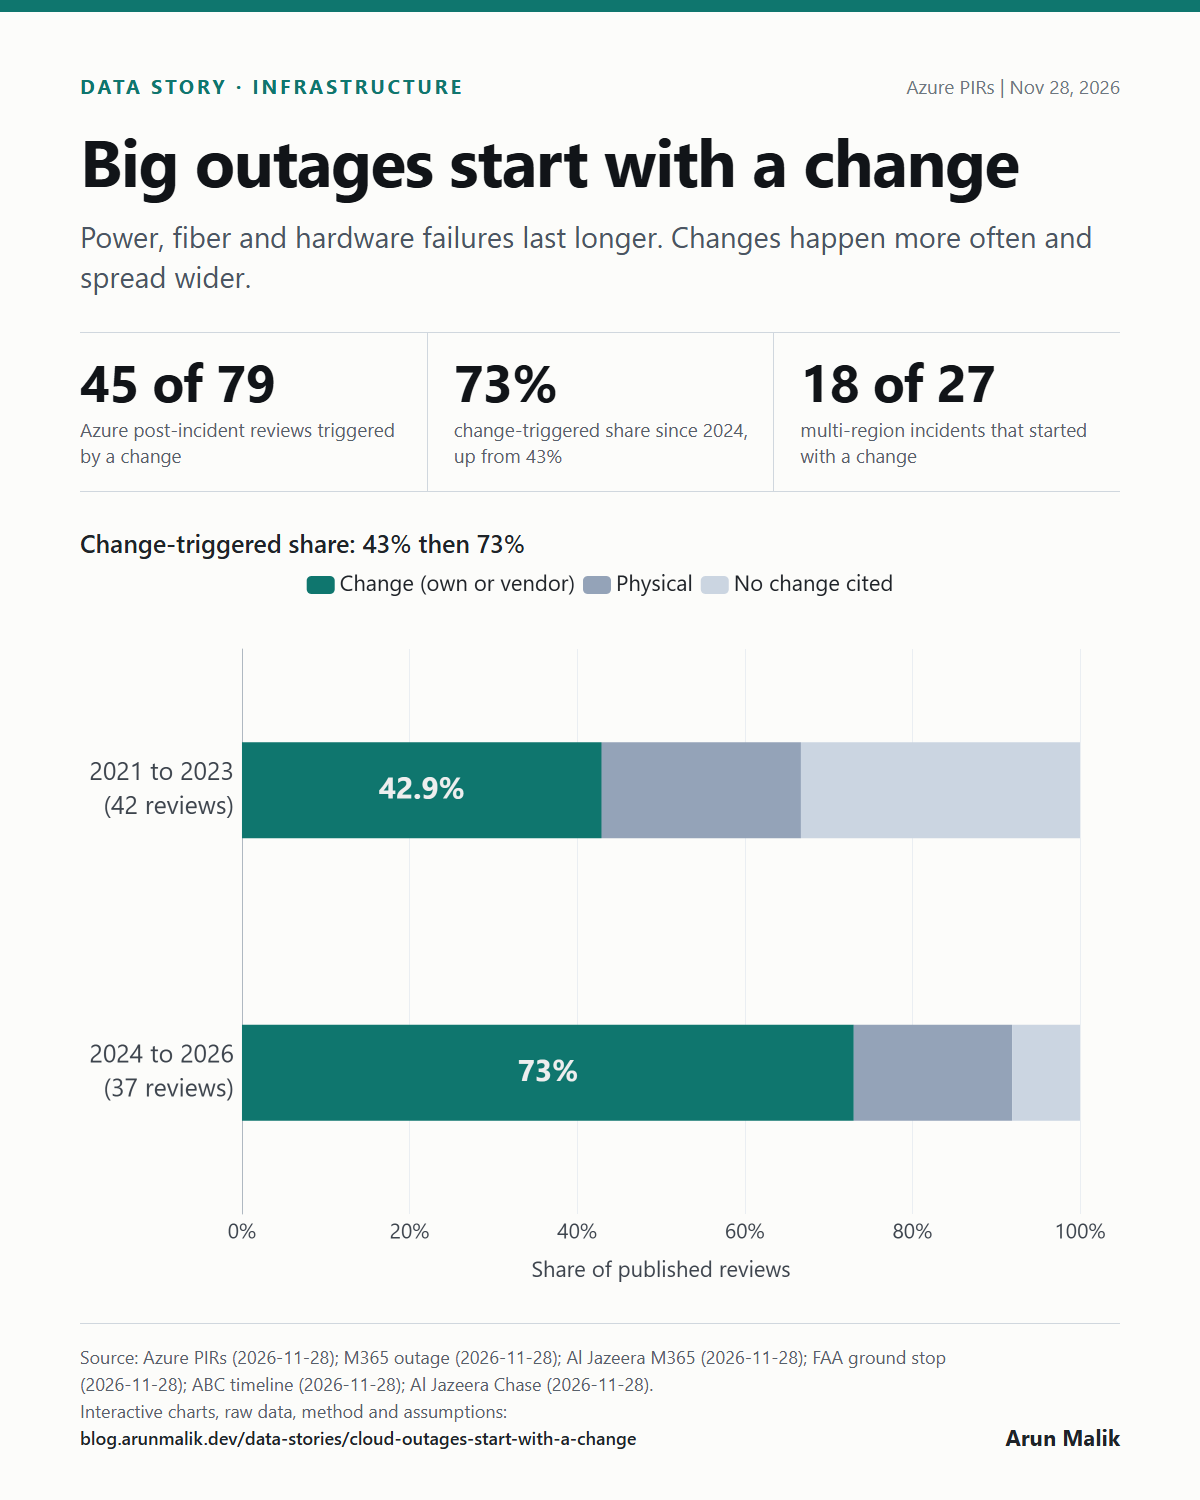 DATA STORY · INFRASTRUCTURE
Azure PIRs | Nov 28, 2026
Big outages start with a change
Power, fiber and hardware failures last longer. Changes happen more often and
spread wider.
45 of 79
Azure post-incident reviews triggered
by a change
73%
change-triggered share since 2024,
up from 43%
18 of 27
multi-region incidents that started
with a change
Change-triggered share: 43% then 73%
Change (own or vendor)
Physical
No change cited
2021 to 2023
(42 reviews)
42.9%
2024 to 2026
(37 reviews)
73%
0%
20%
40%
60%
80%
100%
Share of published reviews
Source: Azure PIRs (2026-11-28); M365 outage (2026-11-28); Al Jazeera M365 (2026-11-28); FAA ground stop
(2026-11-28); ABC timeline (2026-11-28); Al Jazeera Chase (2026-11-28).
Interactive charts, raw data, method and assumptions:
blog.arunmalik.dev/data-stories/cloud-outages-start-with-a-change
Arun Malik